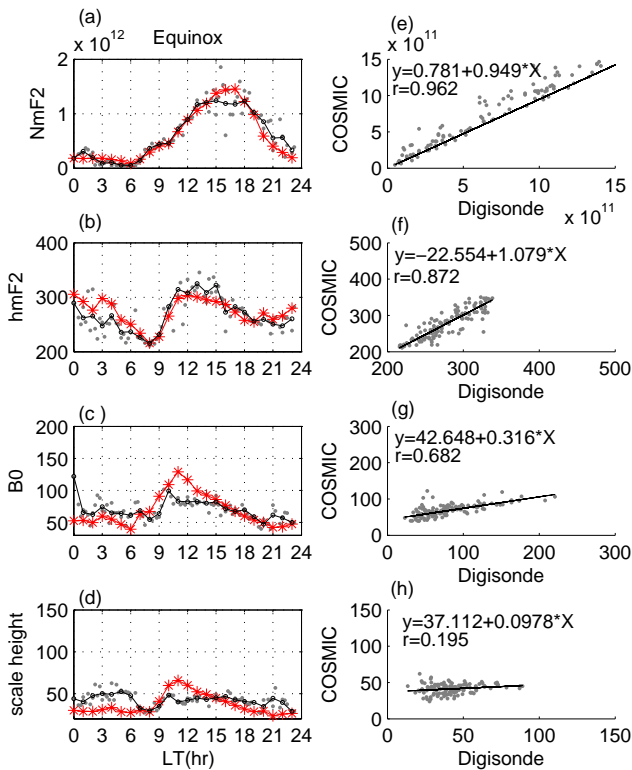 (a)
Equinox
x 10^12
NmF2
2
1
0
0 3 6 9 12 15 18 21 24
(e)
x 10^11
COSMIC
15
10
5
0
y=0.781+0.949*X
r=0.962
0 5 10 15
Digisonde
x 10^11
(b)
hmF2
400
300
200
0 3 6 9 12 15 18 21 24
(f)
COSMIC
500
400
300
200
y=−22.554+1.079*X
r=0.872
200 300 400 500
Digisonde
(c )
B0
200
150
100
50
0 3 6 9 12 15 18 21 24
(g)
COSMIC
300
200
100
0
y=42.648+0.316*X
r=0.682
0 100 200 300
Digisonde
(d)
scale height
150
100
50
0 3 6 9 12 15 18 21 24
LT(hr)
(h)
COSMIC
150
100
50
0
y=37.112+0.0978*X
r=0.195
0 50 100 150
Digisonde